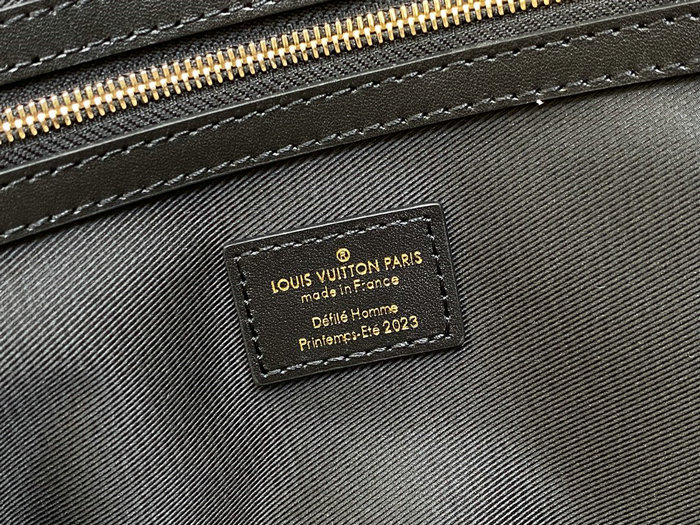 ®
LOUIS VUITTON PARIS
made in France
Défilé Homme
Printemps-Eté 2023